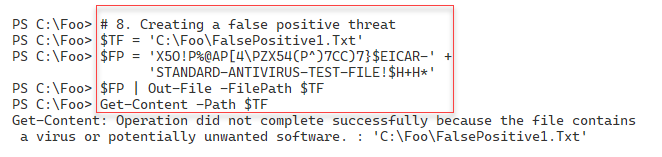 PS C:\Foo> # 8. Creating a false positive threat
PS C:\Foo> $TF = 'C:\Foo\FalsePositive1.Txt'
PS C:\Foo> $FP = 'X5O!P%@AP[4\PZX54(P^)7CC)7}$EICAR-' +
'STANDARD-ANTIVIRUS-TEST-FILE!$H+H*'
PS C:\Foo> $FP | Out-File -FilePath $TF
PS C:\Foo> Get-Content -Path $TF
Get-Content: Operation did not complete successfully because the file contains
a virus or potentially unwanted software. : 'C:\Foo\FalsePositive1.Txt'